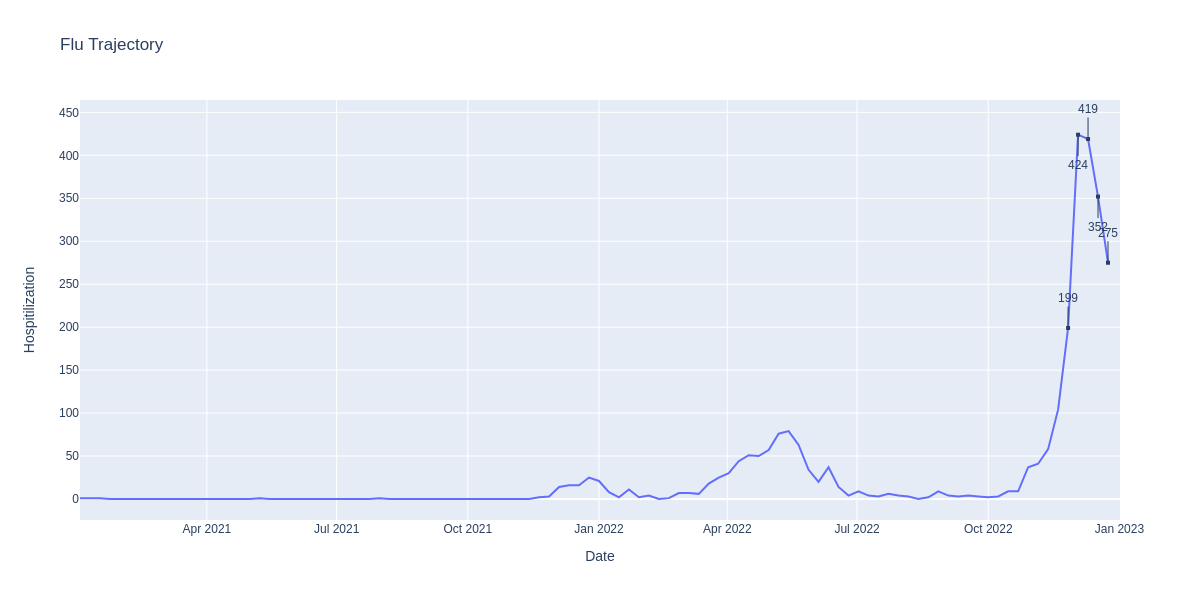 Flu Trajectory
450
400
350
300
250
200
150
100
50
0
Hospitilization
419
424
352
275
199
Apr 2021
Jul 2021
Oct 2021
Jan 2022
Apr 2022
Jul 2022
Oct 2022
Jan 2023
Date